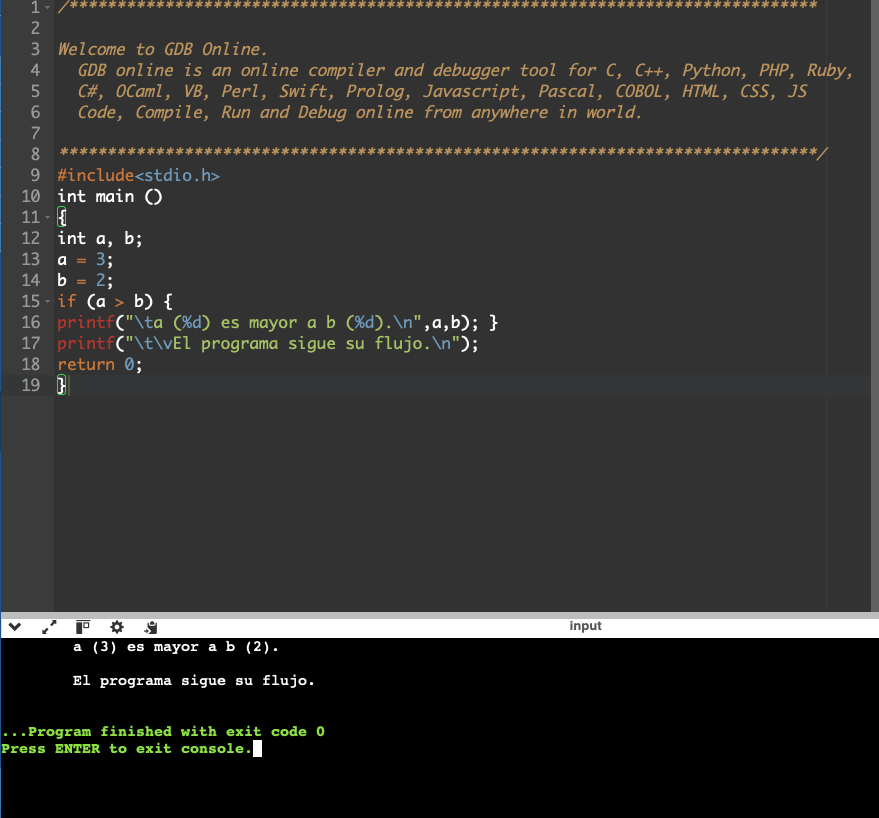 1 /******************************************************************************
2
3 Welcome to GDB Online.
4   GDB online is an online compiler and debugger tool for C, C++, Python, PHP, Ruby,
5   C#, OCaml, VB, Perl, Swift, Prolog, Javascript, Pascal, COBOL, HTML, CSS, JS
6   Code, Compile, Run and Debug online from anywhere in world.
7
8 *******************************************************************************/
9 #include<stdio.h>
10 int main ()
11 {
12 int a, b;
13 a = 3;
14 b = 2;
15 if (a > b) {
16 printf("\ta (%d) es mayor a b (%d).\n",a,b); }
17 printf("\t\vEl programa sigue su flujo.\n");
18 return 0;
19 }
input
a (3) es mayor a b (2).
El programa sigue su flujo.
...Program finished with exit code 0
Press ENTER to exit console.